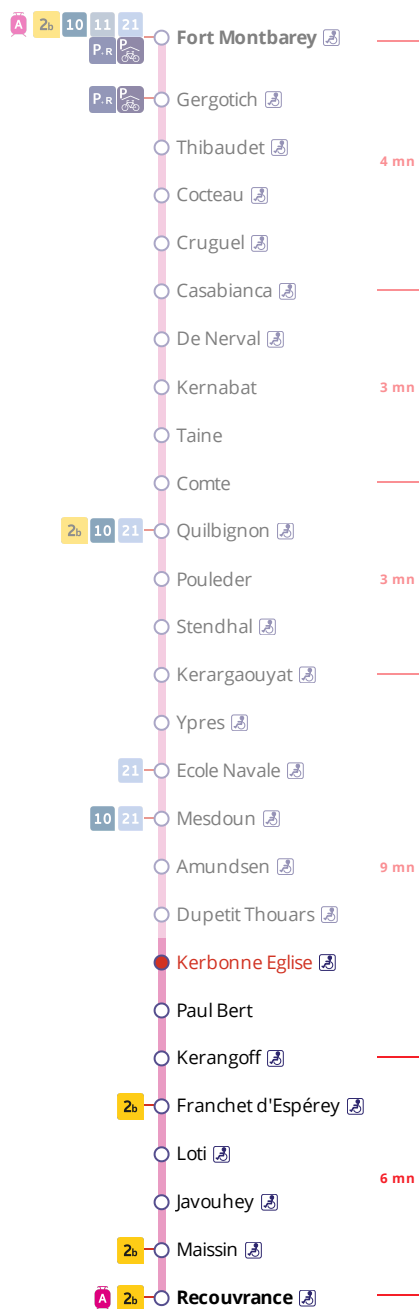 A 2b 10 11 21 Fort Montbarey
P+R P
P+R P Gergotich
Thibaudet
4 mn
Cocteau
Cruguel
Casabianca
De Nerval
Kernabat 3 mn
Taine
Comte
2b 10 21 Quilbignon
Pouleder 3 mn
Stendhal
Kerargaouyat
Ypres
21 Ecole Navale
10 21 Mesdoun
Amundsen 9 mn
Dupetit Thouars
Kerbonne Eglise
Paul Bert
Kerangoff
2b Franchet d'Espérey
Loti
6 mn
Javouhey
2b Maissin
A 2b Recouvrance